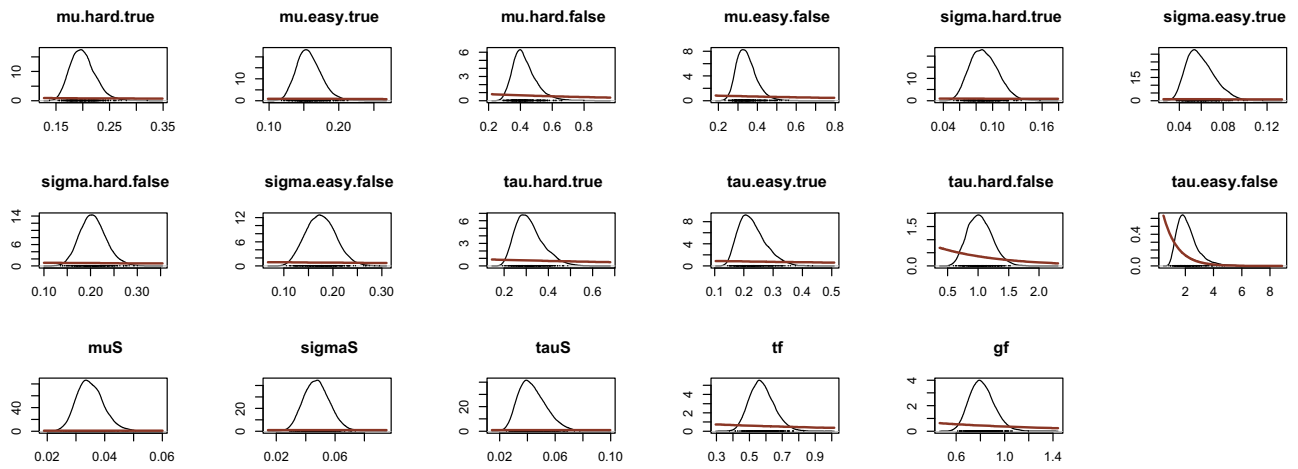 mu.hard.true mu.easy.true mu.hard.false mu.easy.false sigma.hard.true sigma.easy.true
0 10 0 10 0 3 6 0 4 8 0 10 0 15
0.15 0.25 0.35 0.10 0.20 0.2 0.4 0.6 0.8 0.2 0.4 0.6 0.8 0.04 0.10 0.16 0.04 0.08 0.12
sigma.hard.false sigma.easy.false tau.hard.true tau.easy.true tau.hard.false tau.easy.false
0 6 14 0 6 12 0 3 6 0 4 8 0.0 1.5 0.0 0.4
0.10 0.20 0.30 0.10 0.20 0.30 0.2 0.4 0.6 0.1 0.2 0.3 0.4 0.5 0.5 1.0 1.5 2.0 2 4 6 8
muS sigmaS tauS tf gf
0 40 0 20 0 20 0 2 4 0 2 4
0.02 0.04 0.06 0.02 0.06 0.02 0.06 0.10 0.3 0.5 0.7 0.9 0.6 1.0 1.4